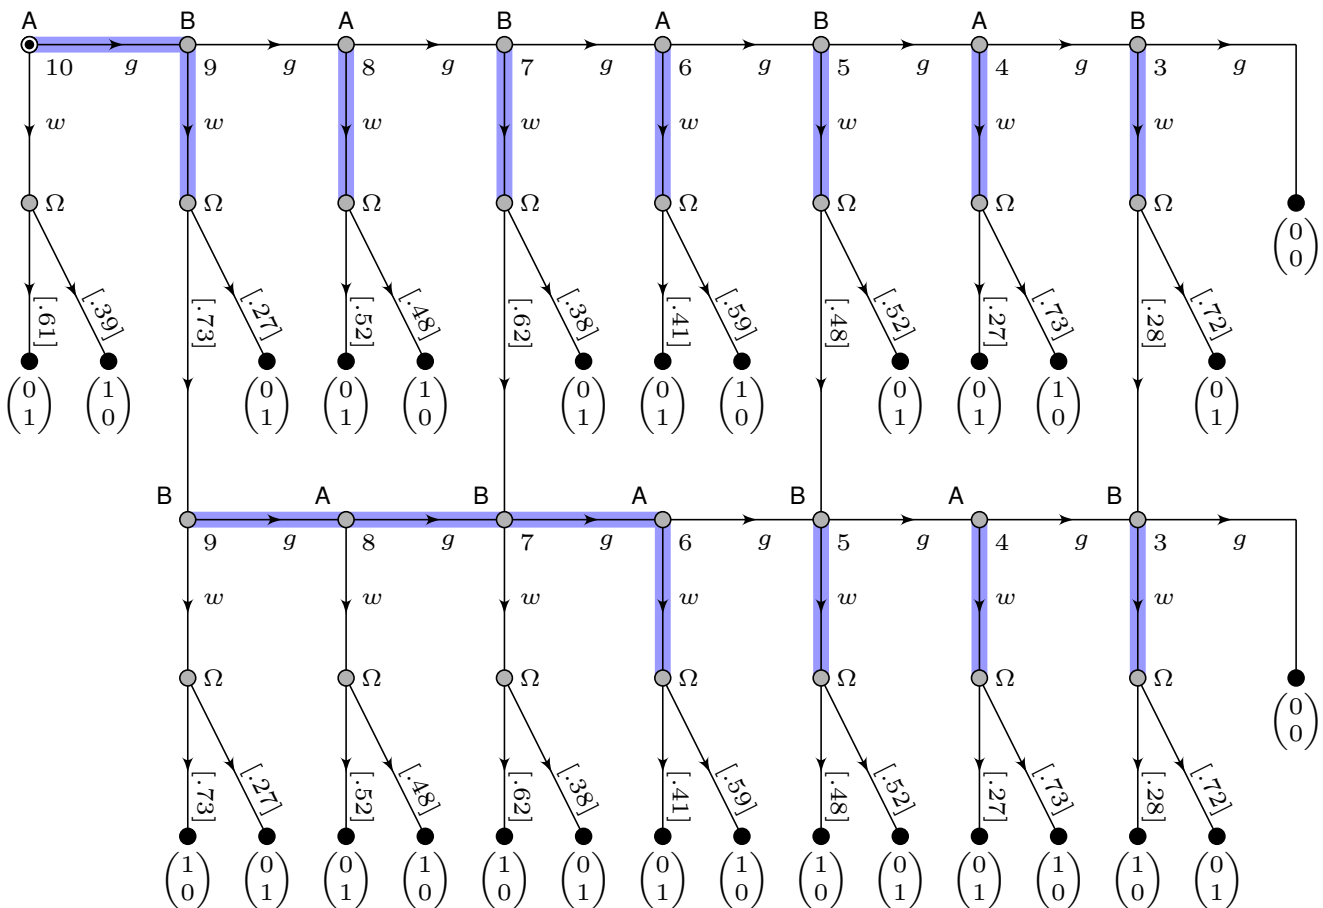 A B A B A B A B
10 g 9 g 8 g 7 g 6 g 5 g 4 g 3 g
w w w w w w w w
Ω Ω Ω Ω Ω Ω Ω Ω
(0 0)
[.61] [.39] [.73] [.27] [.52] [.48] [.62] [.38] [.41] [.59] [.48] [.52] [.27] [.73] [.28] [.72]
(0 1) (1 0) (0 1) (0 1) (1 0) (0 1) (0 1) (1 0) (0 1) (0 1) (1 0) (0 1)
B A B A B A B
9 g 8 g 7 g 6 g 5 g 4 g 3 g
w w w w w w w
Ω Ω Ω Ω Ω Ω Ω
(0 0)
[.73] [.27] [.52] [.48] [.62] [.38] [.41] [.59] [.48] [.52] [.27] [.73] [.28] [.72]
(1 0) (0 1) (0 1) (1 0) (1 0) (0 1) (0 1) (1 0) (1 0) (0 1) (0 1) (1 0) (1 0) (0 1)